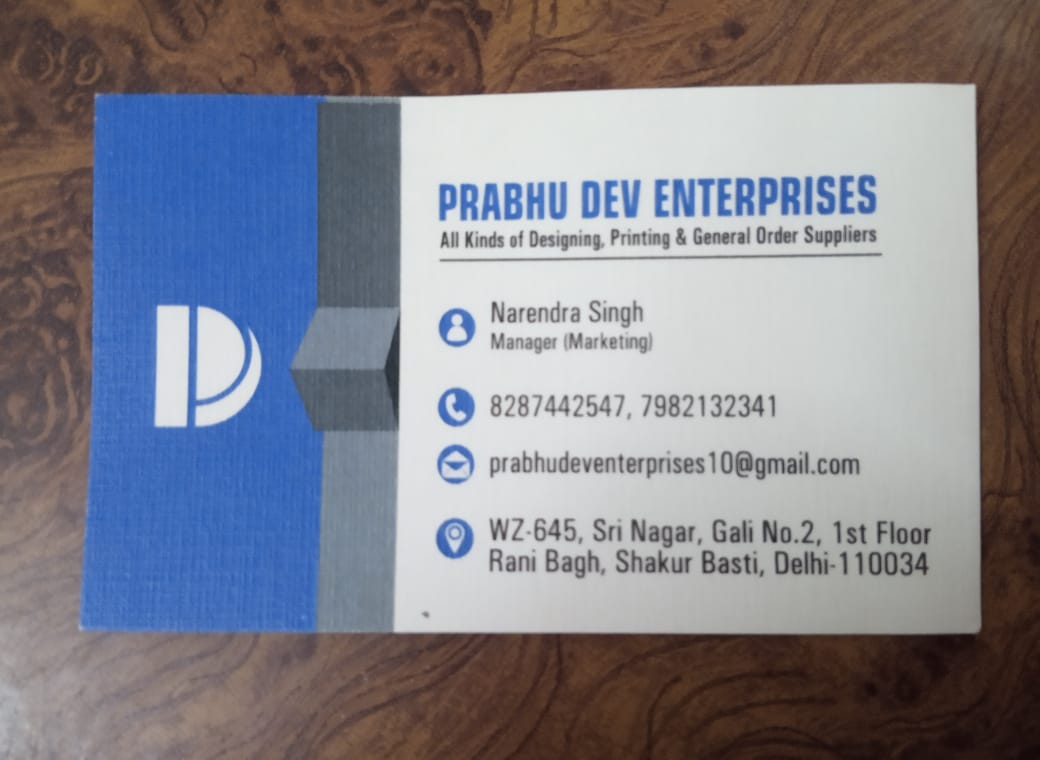 PRABHU DEV ENTERPRISES
All Kinds of Designing, Printing & General Order Suppliers
Narendra Singh
Manager (Marketing)
8287442547, 7982132341
prabhudeventerprises10@gmail.com
WZ-645, Sri Nagar, Gali No.2, 1st Floor
Rani Bagh, Shakur Basti, Delhi-110034